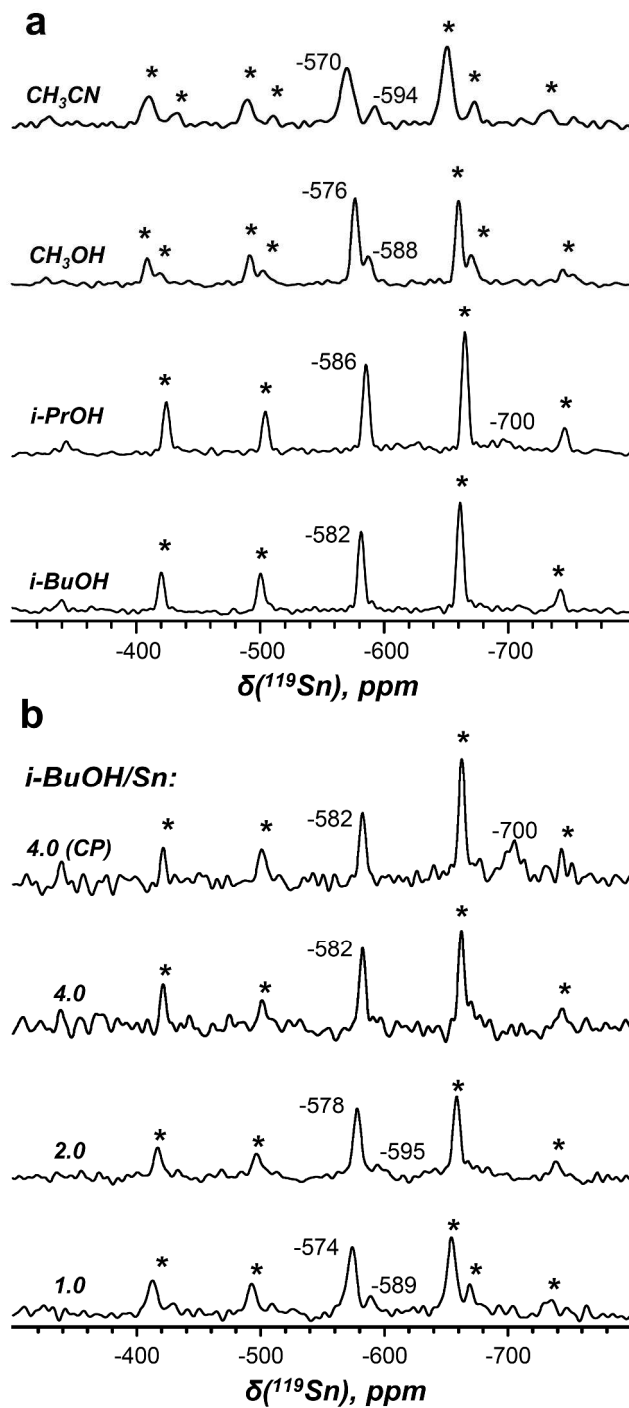 a
*
-570
* * * * -594 * *
CH₃CN
-576 *
* * * * -588 * *
CH₃OH
-586 *
* * -700 *
i-PrOH
-582 *
* * *
i-BuOH
-400 -500 -600 -700
δ(¹¹⁹Sn), ppm
b
*
i-BuOH/Sn:
* * -582 -700 *
4.0 (CP)
*
-582
* * *
4.0
-578 *
* * -595 *
2.0
-574 *
* * -589 * *
1.0
-400 -500 -600 -700
δ(¹¹⁹Sn), ppm